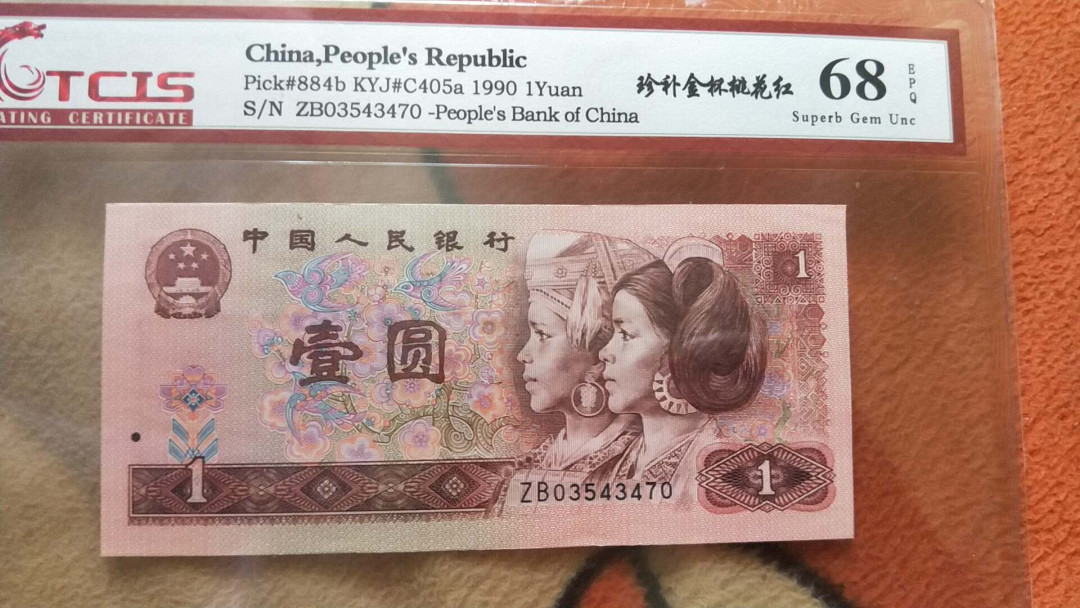 TCIS
ATING CERTIFICATE
China,People's Republic
Pick#884b KYJ#C405a 1990 1Yuan
S/N ZB03543470 -People's Bank of China
珍补金杯桃花红
68
EPQ
Superb Gem Unc
中国人民银行
1
壹圆
1
ZB03543470
1